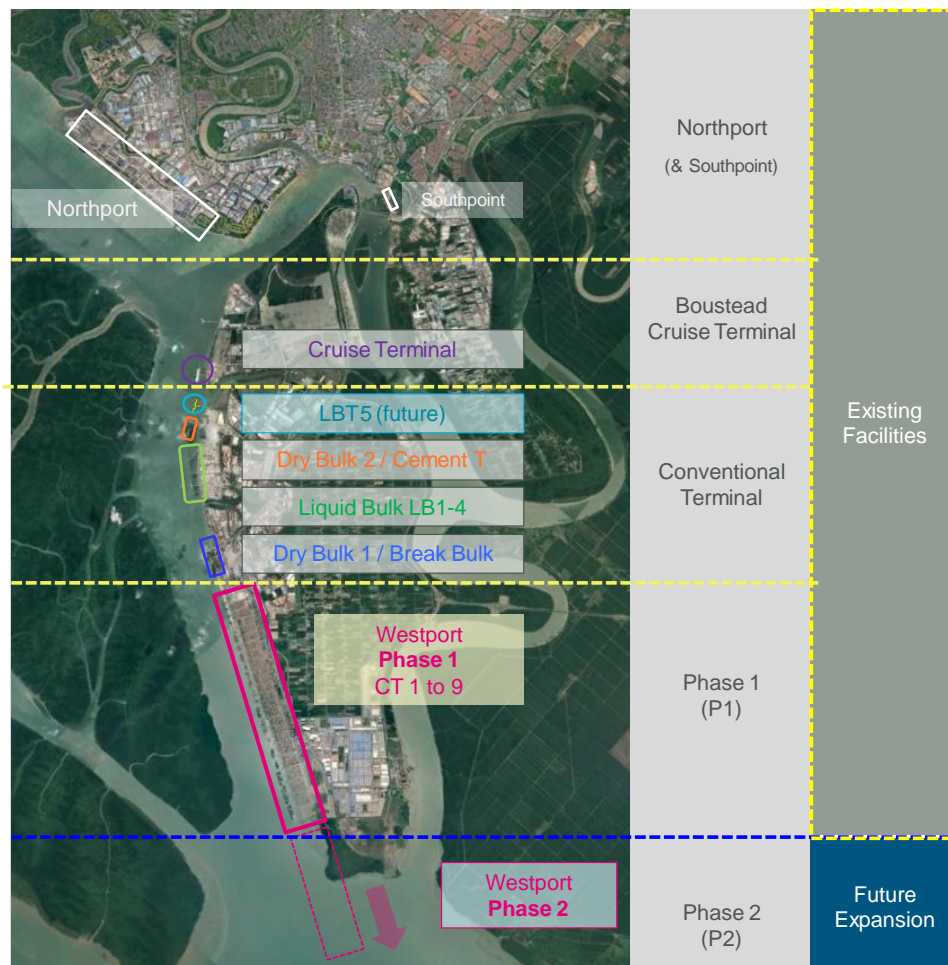 Northport
(& Southpoint)
Northport
Southpoint
Boustead
Cruise Terminal
Cruise Terminal
LBT5 (future)
Dry Bulk 2 / Cement T
Liquid Bulk LB1-4
Dry Bulk 1 / Break Bulk
Conventional
Terminal
Existing
Facilities
Westport
Phase 1
CT 1 to 9
Phase 1
(P1)
Westport
Phase 2
Phase 2
(P2)
Future
Expansion